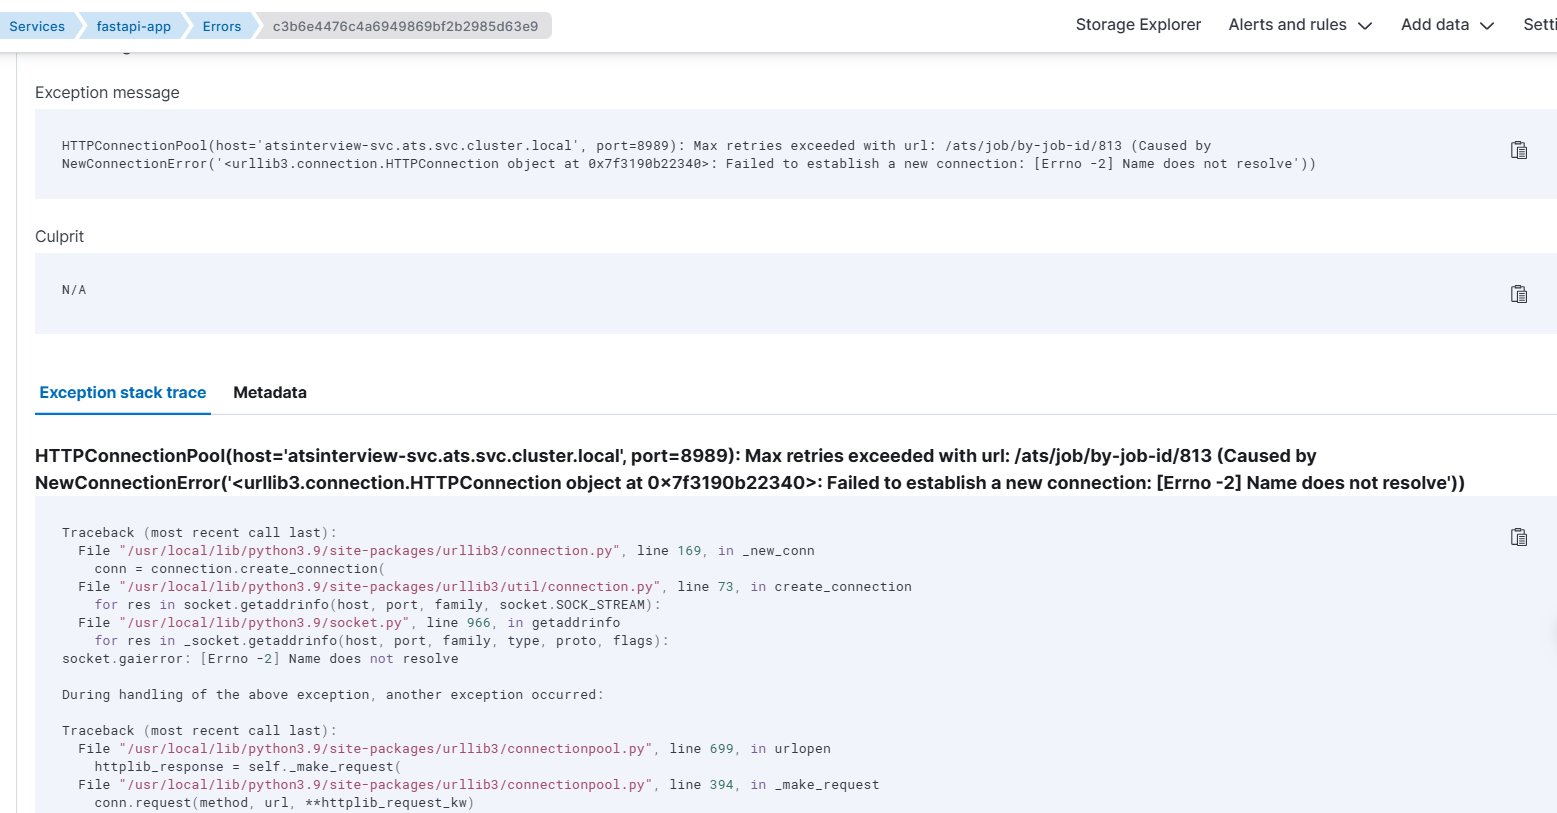 Services fastapi-app Errors c3b6e4476c4a6949869bf2b2985d63e9 Storage Explorer Alerts and rules Add data Setti
Exception message
HTTPConnectionPool(host='atsinterview-svc.ats.svc.cluster.local', port=8989): Max retries exceeded with url: /ats/job/by-job-id/813 (Caused by
NewConnectionError('<urllib3.connection.HTTPConnection object at 0x7f3190b22340>: Failed to establish a new connection: [Errno -2] Name does not resolve'))
Culprit
N/A
Exception stack trace Metadata
HTTPConnectionPool(host='atsinterview-svc.ats.svc.cluster.local', port=8989): Max retries exceeded with url: /ats/job/by-job-id/813 (Caused by
NewConnectionError('<urllib3.connection.HTTPConnection object at 0x7f3190b22340>: Failed to establish a new connection: [Errno -2] Name does not resolve'))
Traceback (most recent call last):
File "/usr/local/lib/python3.9/site-packages/urllib3/connection.py", line 169, in _new_conn
conn = connection.create_connection(
File "/usr/local/lib/python3.9/site-packages/urllib3/util/connection.py", line 73, in create_connection
for res in socket.getaddrinfo(host, port, family, socket.SOCK_STREAM):
File "/usr/local/lib/python3.9/socket.py", line 966, in getaddrinfo
for res in _socket.getaddrinfo(host, port, family, type, proto, flags):
socket.gaierror: [Errno -2] Name does not resolve
During handling of the above exception, another exception occurred:
Traceback (most recent call last):
File "/usr/local/lib/python3.9/site-packages/urllib3/connectionpool.py", line 699, in urlopen
httplib_response = self._make_request(
File "/usr/local/lib/python3.9/site-packages/urllib3/connectionpool.py", line 394, in _make_request
conn.request(method, url, **httplib_request_kw)